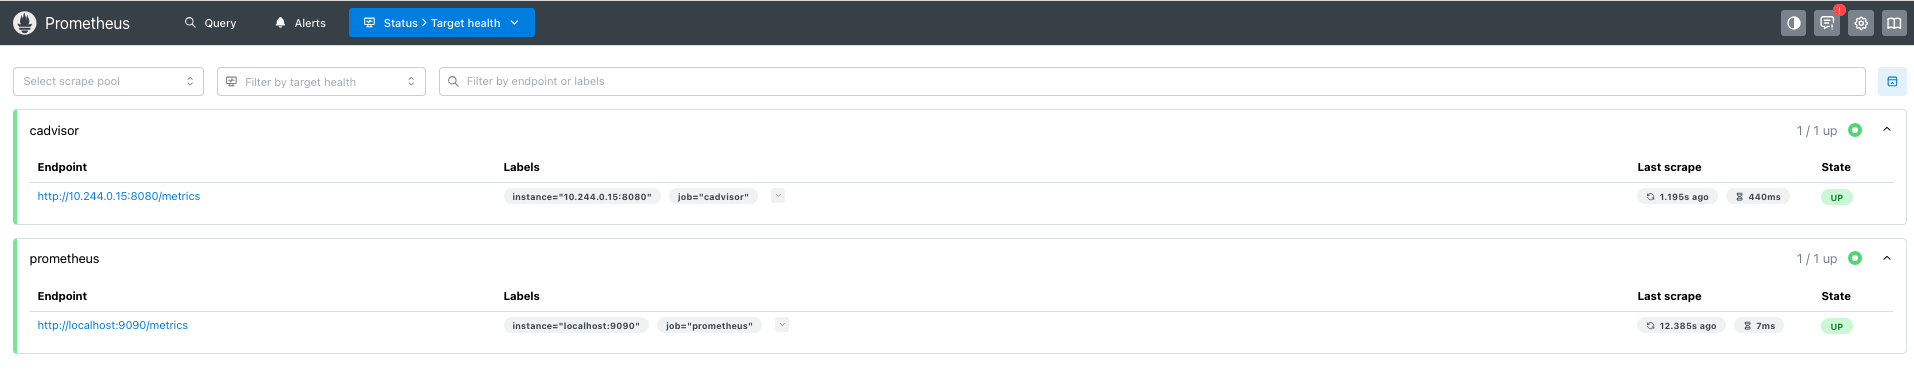 Prometheus Query Alerts Status > Target health !
Select scrape pool Filter by target health Filter by endpoint or labels
cadvisor 1 / 1 up
Endpoint Labels Last scrape State
http://10.244.0.15:8080/metrics instance="10.244.0.15:8080" job="cadvisor" 1.195s ago 440ms UP
prometheus 1 / 1 up
Endpoint Labels Last scrape State
http://localhost:9090/metrics instance="localhost:9090" job="prometheus" 12.385s ago 7ms UP